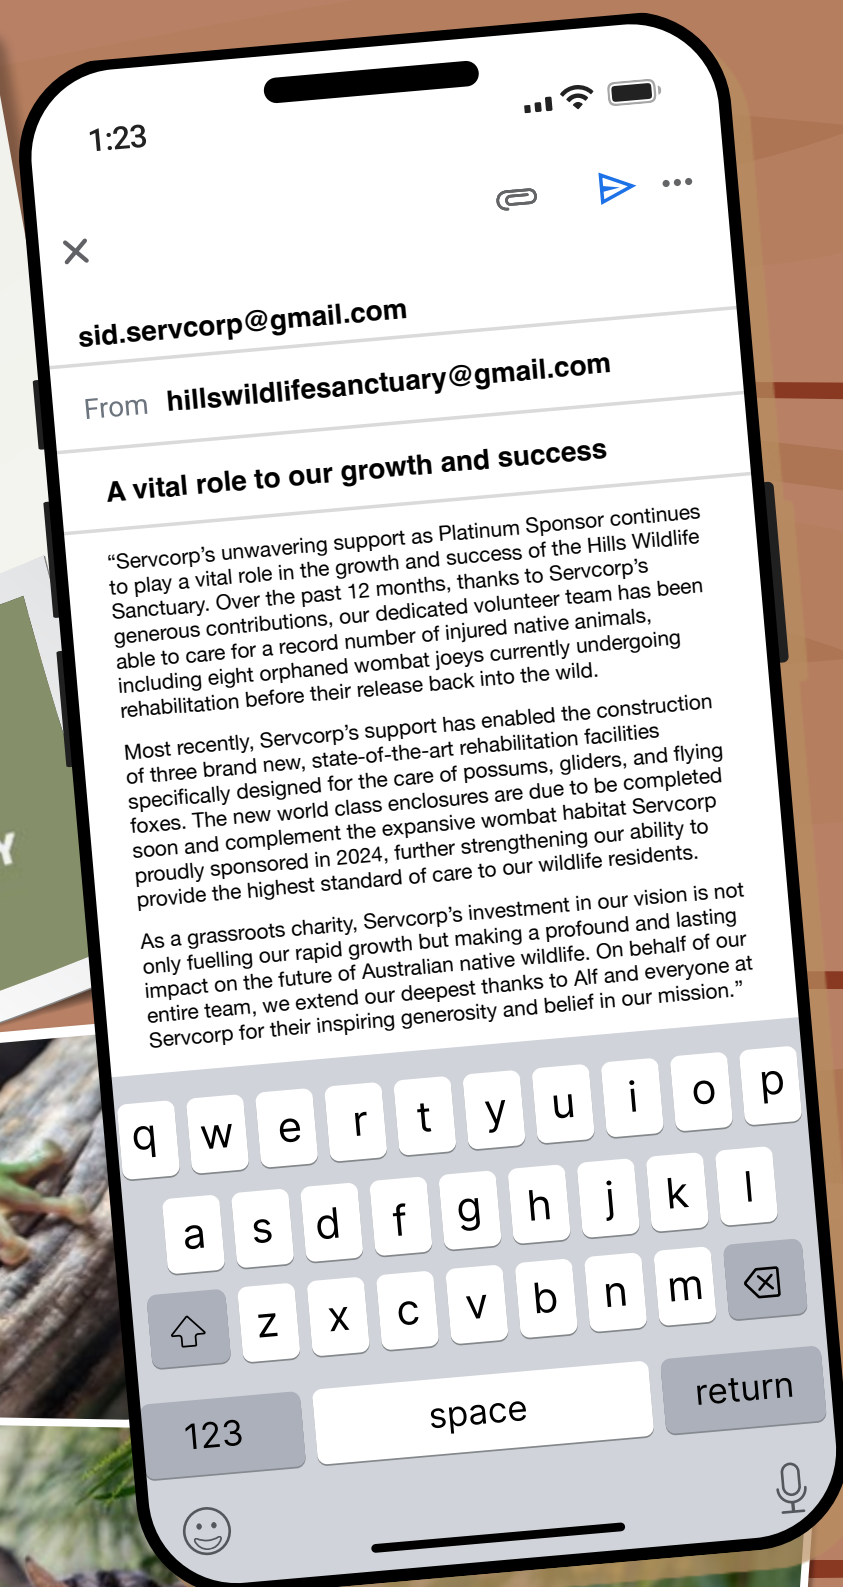 1:23
sid.servcorp@gmail.com
From hillswildlifesanctuary@gmail.com
A vital role to our growth and success
“Servcorp’s unwavering support as Platinum Sponsor continues
to play a vital role in the growth and success of the Hills Wildlife
Sanctuary. Over the past 12 months, thanks to Servcorp’s
generous contributions, our dedicated volunteer team has been
able to care for a record number of injured native animals,
including eight orphaned wombat joeys currently undergoing
rehabilitation before their release back into the wild.
Most recently, Servcorp’s support has enabled the construction
of three brand new, state-of-the-art rehabilitation facilities
specifically designed for the care of possums, gliders, and flying
foxes. The new world class enclosures are due to be completed
soon and complement the expansive wombat habitat Servcorp
proudly sponsored in 2024, further strengthening our ability to
provide the highest standard of care to our wildlife residents.
As a grassroots charity, Servcorp’s investment in our vision is not
only fuelling our rapid growth but making a profound and lasting
impact on the future of Australian native wildlife. On behalf of our
entire team, we extend our deepest thanks to Alf and everyone at
Servcorp for their inspiring generosity and belief in our mission.”
q w e r t y u i o p
a s d f g h j k l
z x c v b n m
123 space return
Y